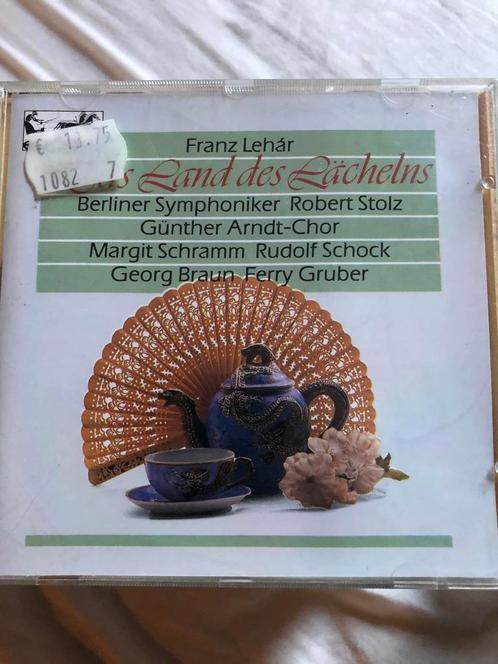 € 13.75
1082 7
Franz Lehár
Das Land des Lächelns
Berliner Symphoniker Robert Stolz
Günther Arndt-Chor
Margit Schramm Rudolf Schock
Georg Braun Ferry Gruber